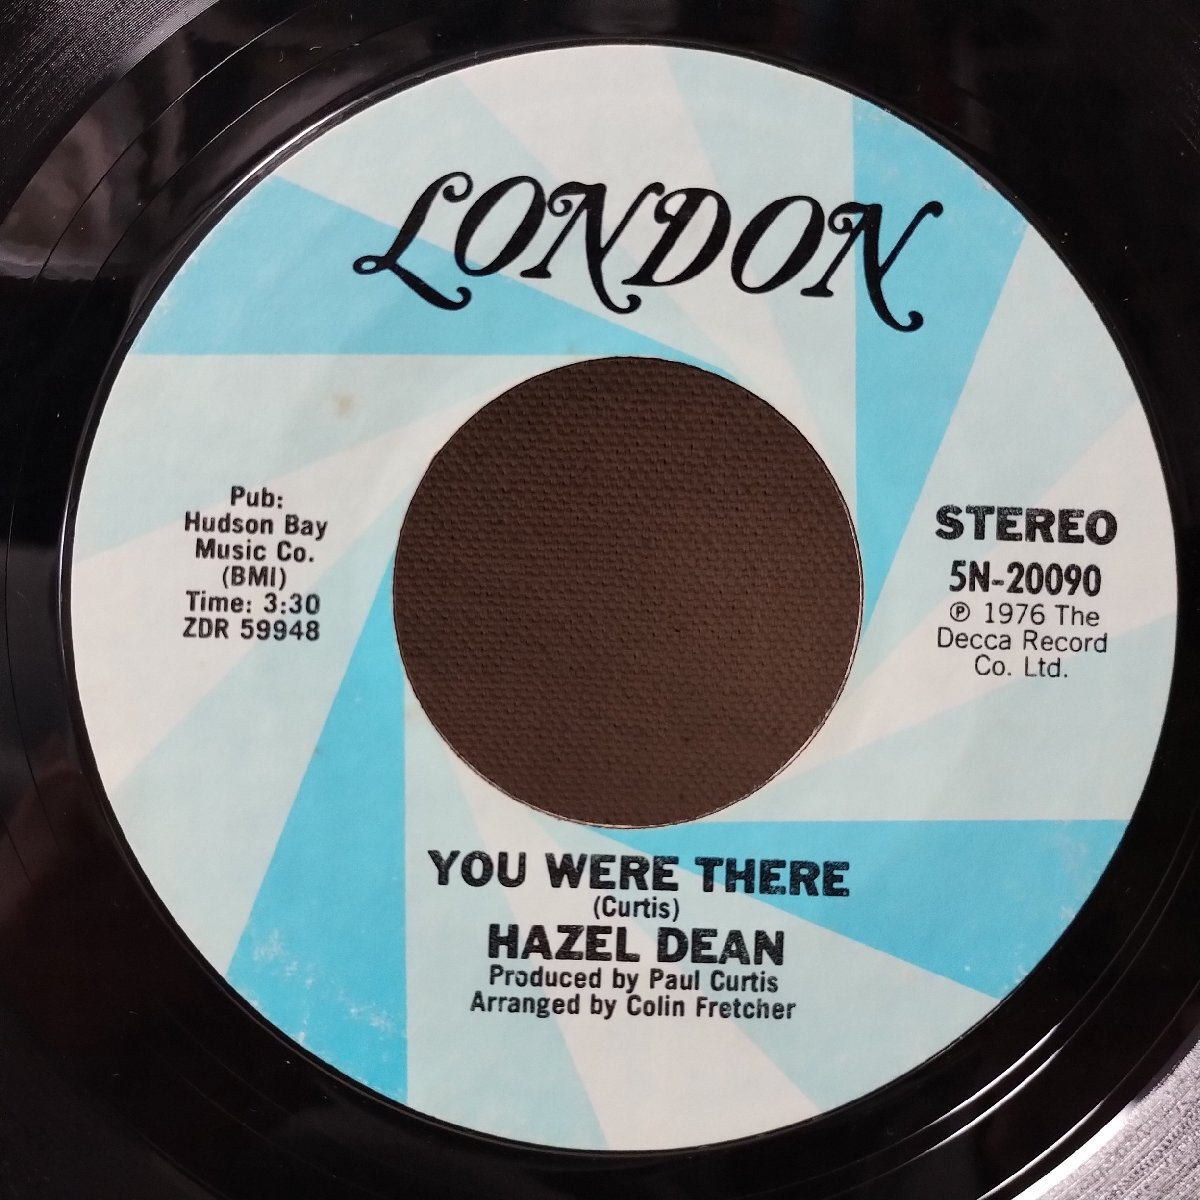 LONDON
Pub:
Hudson Bay
Music Co.
(BMI)
Time: 3:30
ZDR 59948
STEREO
5N-20090
℗ 1976 The
Decca Record
Co. Ltd.
YOU WERE THERE
(Curtis)
HAZEL DEAN
Produced by Paul Curtis
Arranged by Colin Fretcher